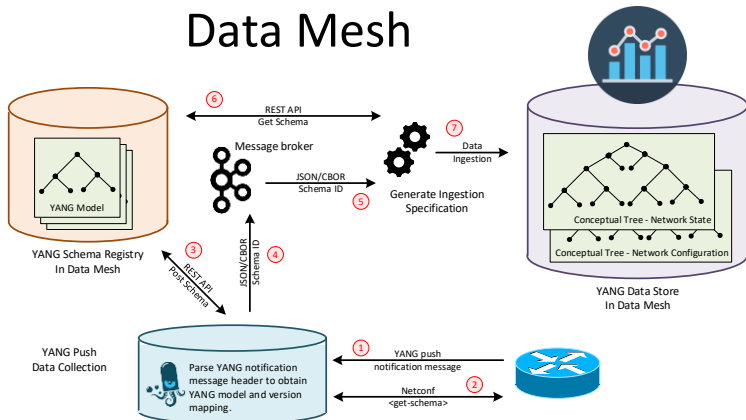 Data Mesh
6
REST API
Get Schema
7
Data
Ingestion
Message broker
JSON/CBOR
Schema ID
5
Generate Ingestion
Specification
YANG Model
Conceptual Tree - Network State
Conceptual Tree - Network Configuration
YANG Schema Registry
In Data Mesh
3
REST API
Post Schema
JSON/CBOR
Schema ID
4
YANG Data Store
In Data Mesh
YANG Push
Data Collection
Parse YANG notification
message header to obtain
YANG model and version
mapping.
1
YANG push
notification message
2
Netconf
<get-schema>